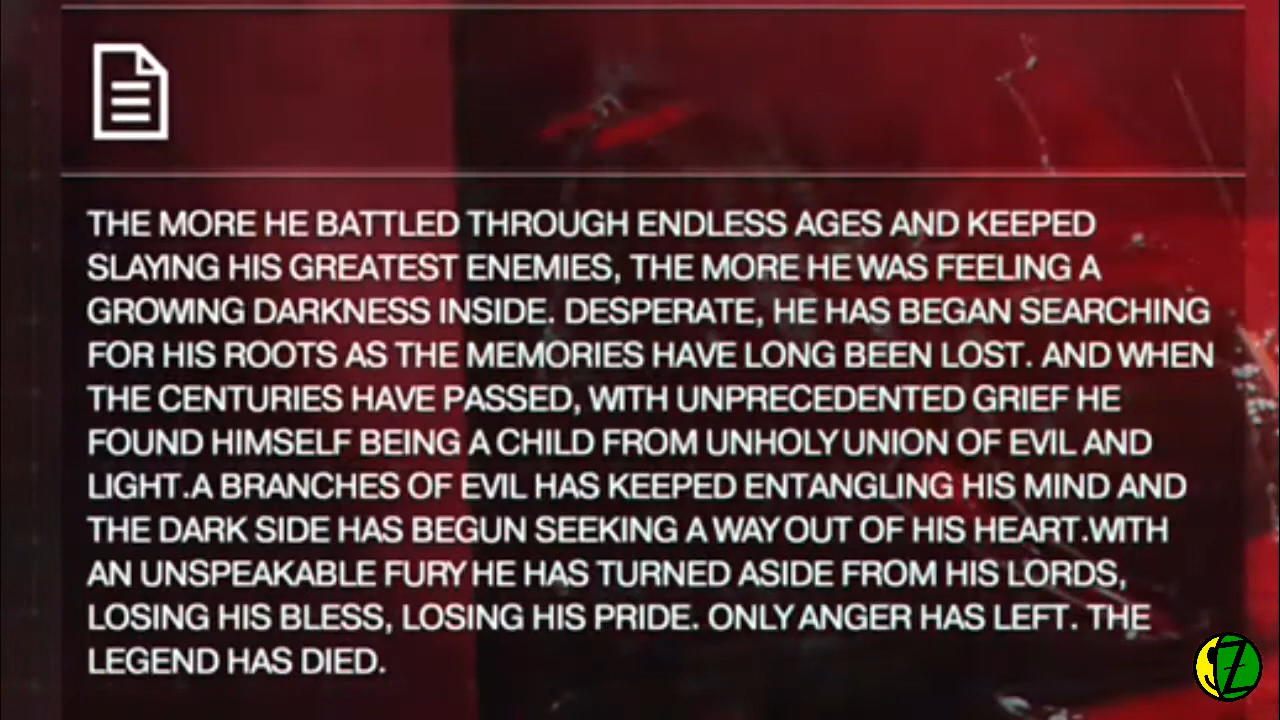 THE MORE HE BATTLED THROUGH ENDLESS AGES AND KEEPED
SLAYING HIS GREATEST ENEMIES, THE MORE HE WAS FEELING A
GROWING DARKNESS INSIDE. DESPERATE, HE HAS BEGAN SEARCHING
FOR HIS ROOTS AS THE MEMORIES HAVE LONG BEEN LOST. AND WHEN
THE CENTURIES HAVE PASSED, WITH UNPRECEDENTED GRIEF HE
FOUND HIMSELF BEING A CHILD FROM UNHOLY UNION OF EVIL AND
LIGHT.A BRANCHES OF EVIL HAS KEEPED ENTANGLING HIS MIND AND
THE DARK SIDE HAS BEGUN SEEKING A WAY OUT OF HIS HEART.WITH
AN UNSPEAKABLE FURY HE HAS TURNED ASIDE FROM HIS LORDS,
LOSING HIS BLESS, LOSING HIS PRIDE. ONLY ANGER HAS LEFT. THE
LEGEND HAS DIED.